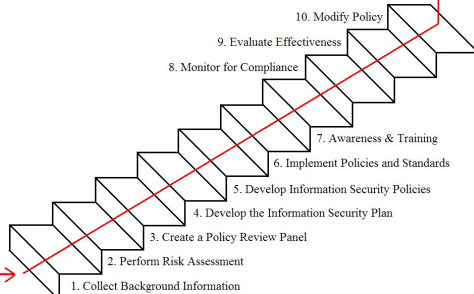 10. Modify Policy
9. Evaluate Effectiveness
8. Monitor for Compliance
7. Awareness & Training
6. Implement Policies and Standards
5. Develop Information Security Policies
4. Develop the Information Security Plan
3. Create a Policy Review Panel
2. Perform Risk Assessment
1. Collect Background Information